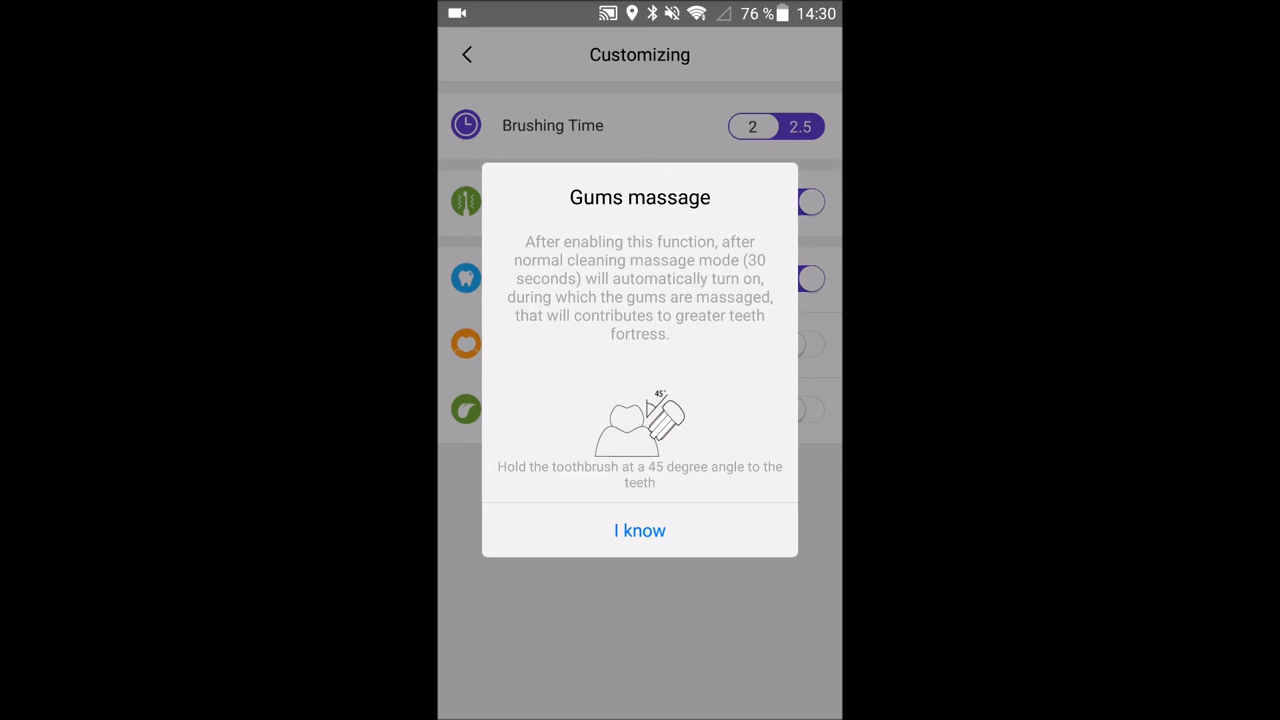 76 % 14:30
Customizing
Brushing Time 2 2.5
Gums massage
After enabling this function, after
normal cleaning massage mode (30
seconds) will automatically turn on,
during which the gums are massaged,
that will contributes to greater teeth
fortress.
45°
Hold the toothbrush at a 45 degree angle to the
teeth
I know